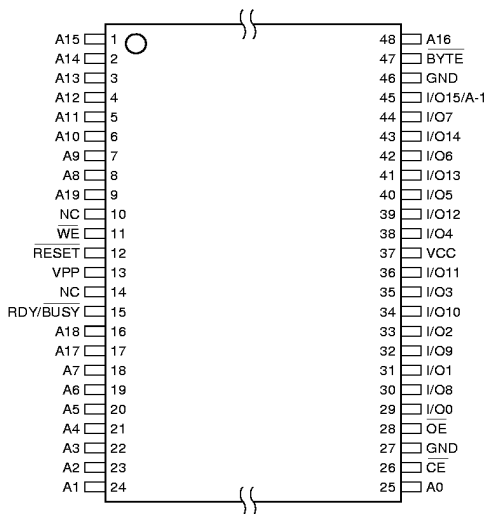 A15 1 48 A16
A14 2 47 BYTE
A13 3 46 GND
A12 4 45 I/O15/A-1
A11 5 44 I/O7
A10 6 43 I/O14
A9 7 42 I/O6
A8 8 41 I/O13
A19 9 40 I/O5
NC 10 39 I/O12
WE 11 38 I/O4
RESET 12 37 VCC
VPP 13 36 I/O11
NC 14 35 I/O3
RDY/BUSY 15 34 I/O10
A18 16 33 I/O2
A17 17 32 I/O9
A7 18 31 I/O1
A6 19 30 I/O8
A5 20 29 I/O0
A4 21 28 OE
A3 22 27 GND
A2 23 26 CE
A1 24 25 A0